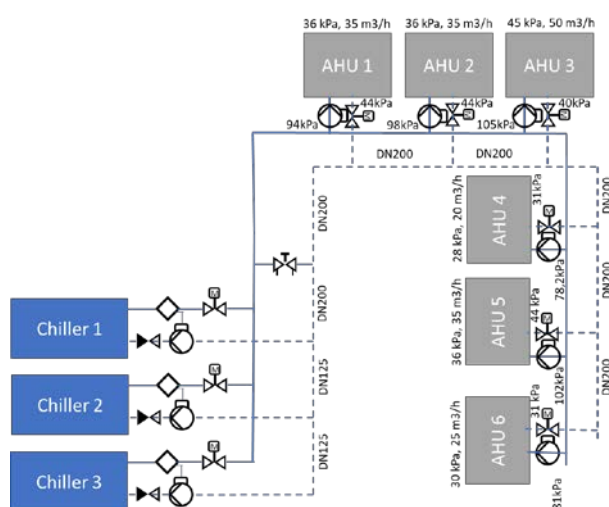 36 kPa, 35 m3/h
36 kPa, 35 m3/h
45 kPa, 50 m3/h
AHU 1
AHU 2
AHU 3
44kPa
44kPa
40kPa
94kPa
98kPa
105kPa
M
M
M
DN200
DN200
DN200
DN200
DN200
DN200
DN200
DN125
DN125
28 kPa, 20 m3/h
AHU 4
31kPa
M
78,2kPa
36 kPa, 35 m3/h
AHU 5
44 kPa
M
102kPa
30 kPa, 25 m3/h
AHU 6
31 kPa
M
81kPa
Chiller 1
M
Chiller 2
M
Chiller 3
M